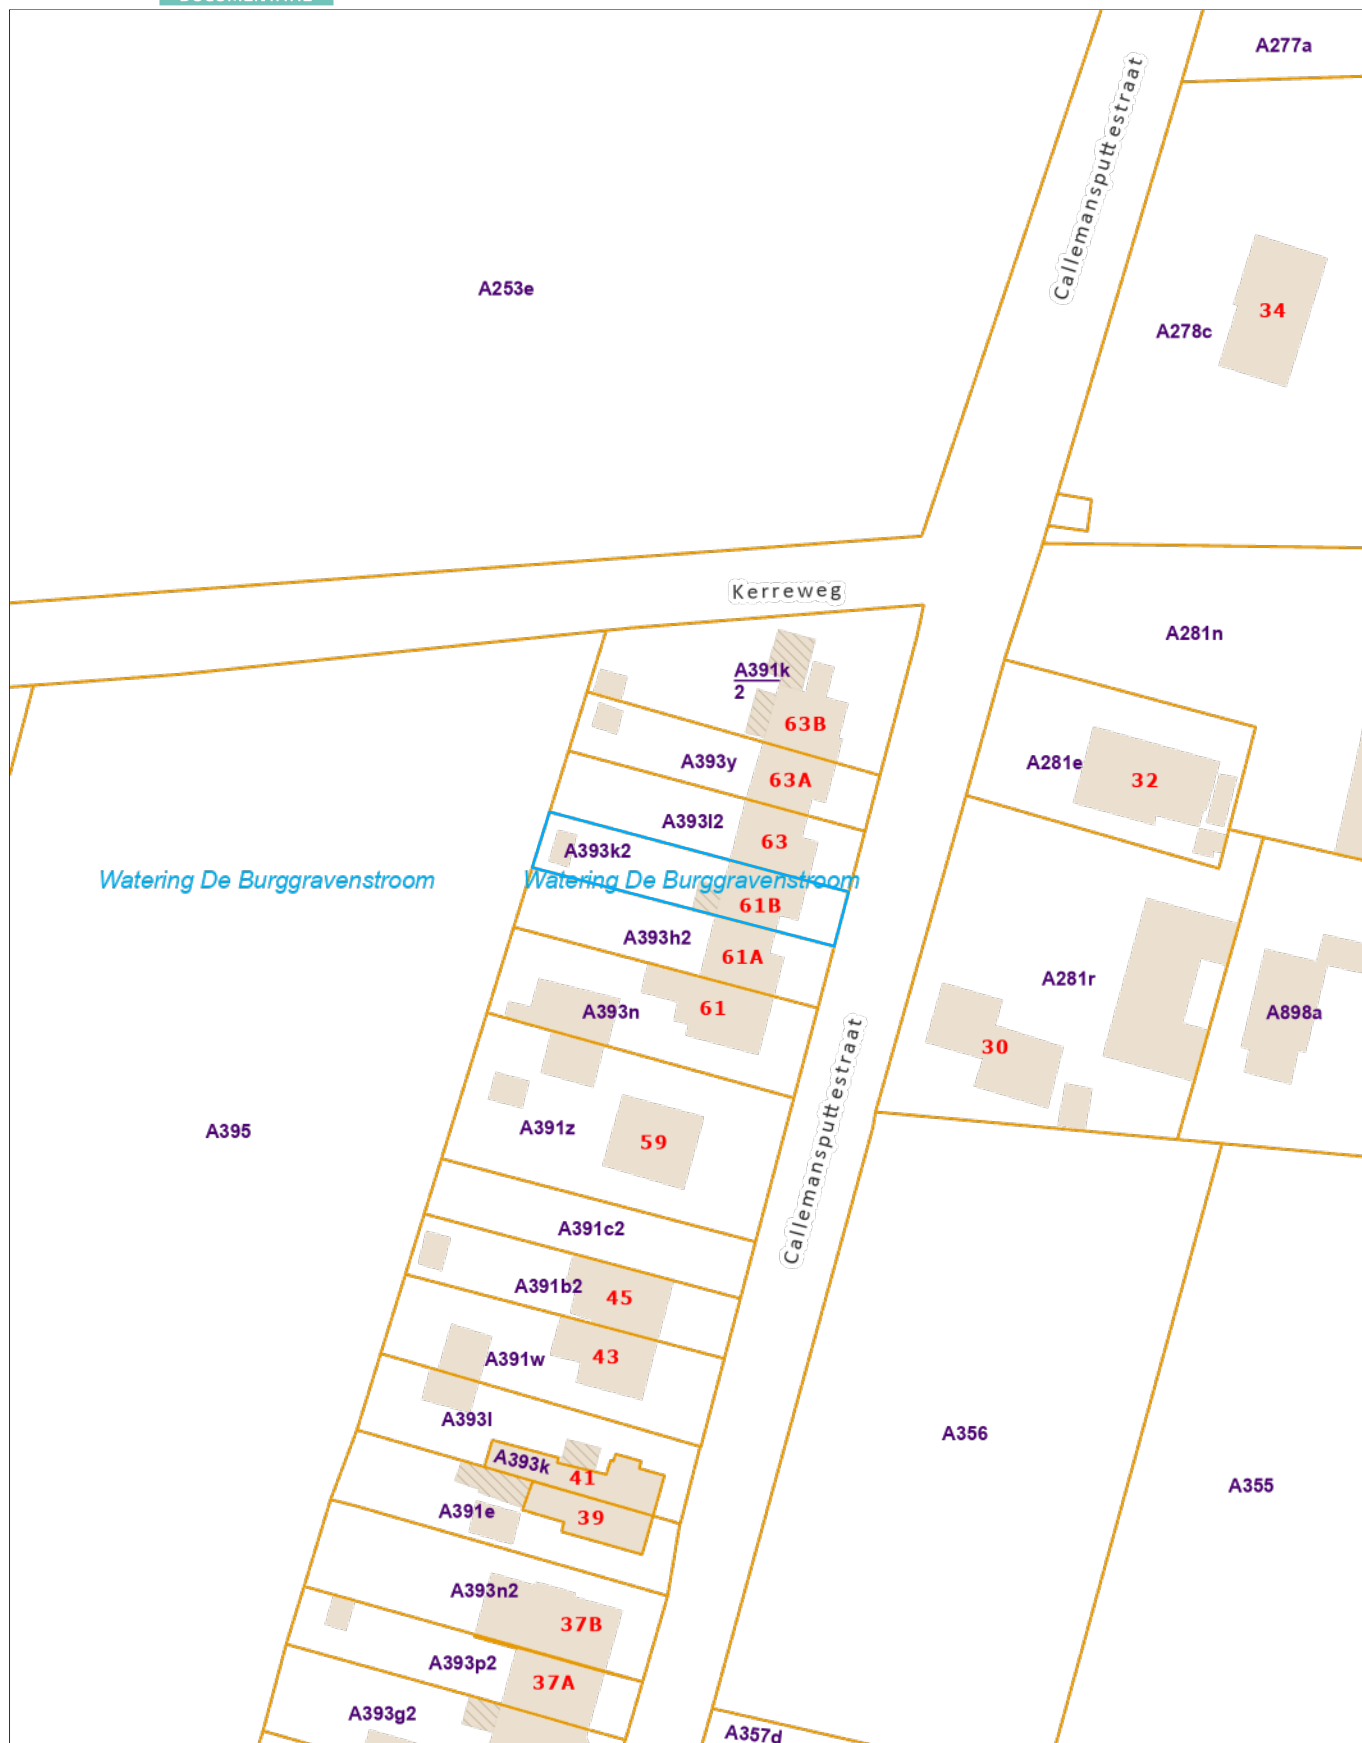 A277a
Callemansputtestraat
A253e
34
A278c
Kerreweg
A281n
A391k
2
63B
A393y
63A
A281e
32
A393l2
63
A393k2
Watering De Burggravenstroom
Watering De Burggravenstroom
61B
A393h2
61A
A281r
61
A393n
A898a
30
Callemansputtestraat
A391z
59
A395
A391c2
A391b2
45
A391w
43
A393l
A356
A393k
41
A355
A391e
39
A393n2
37B
A393p2
37A
A393g2
A357d